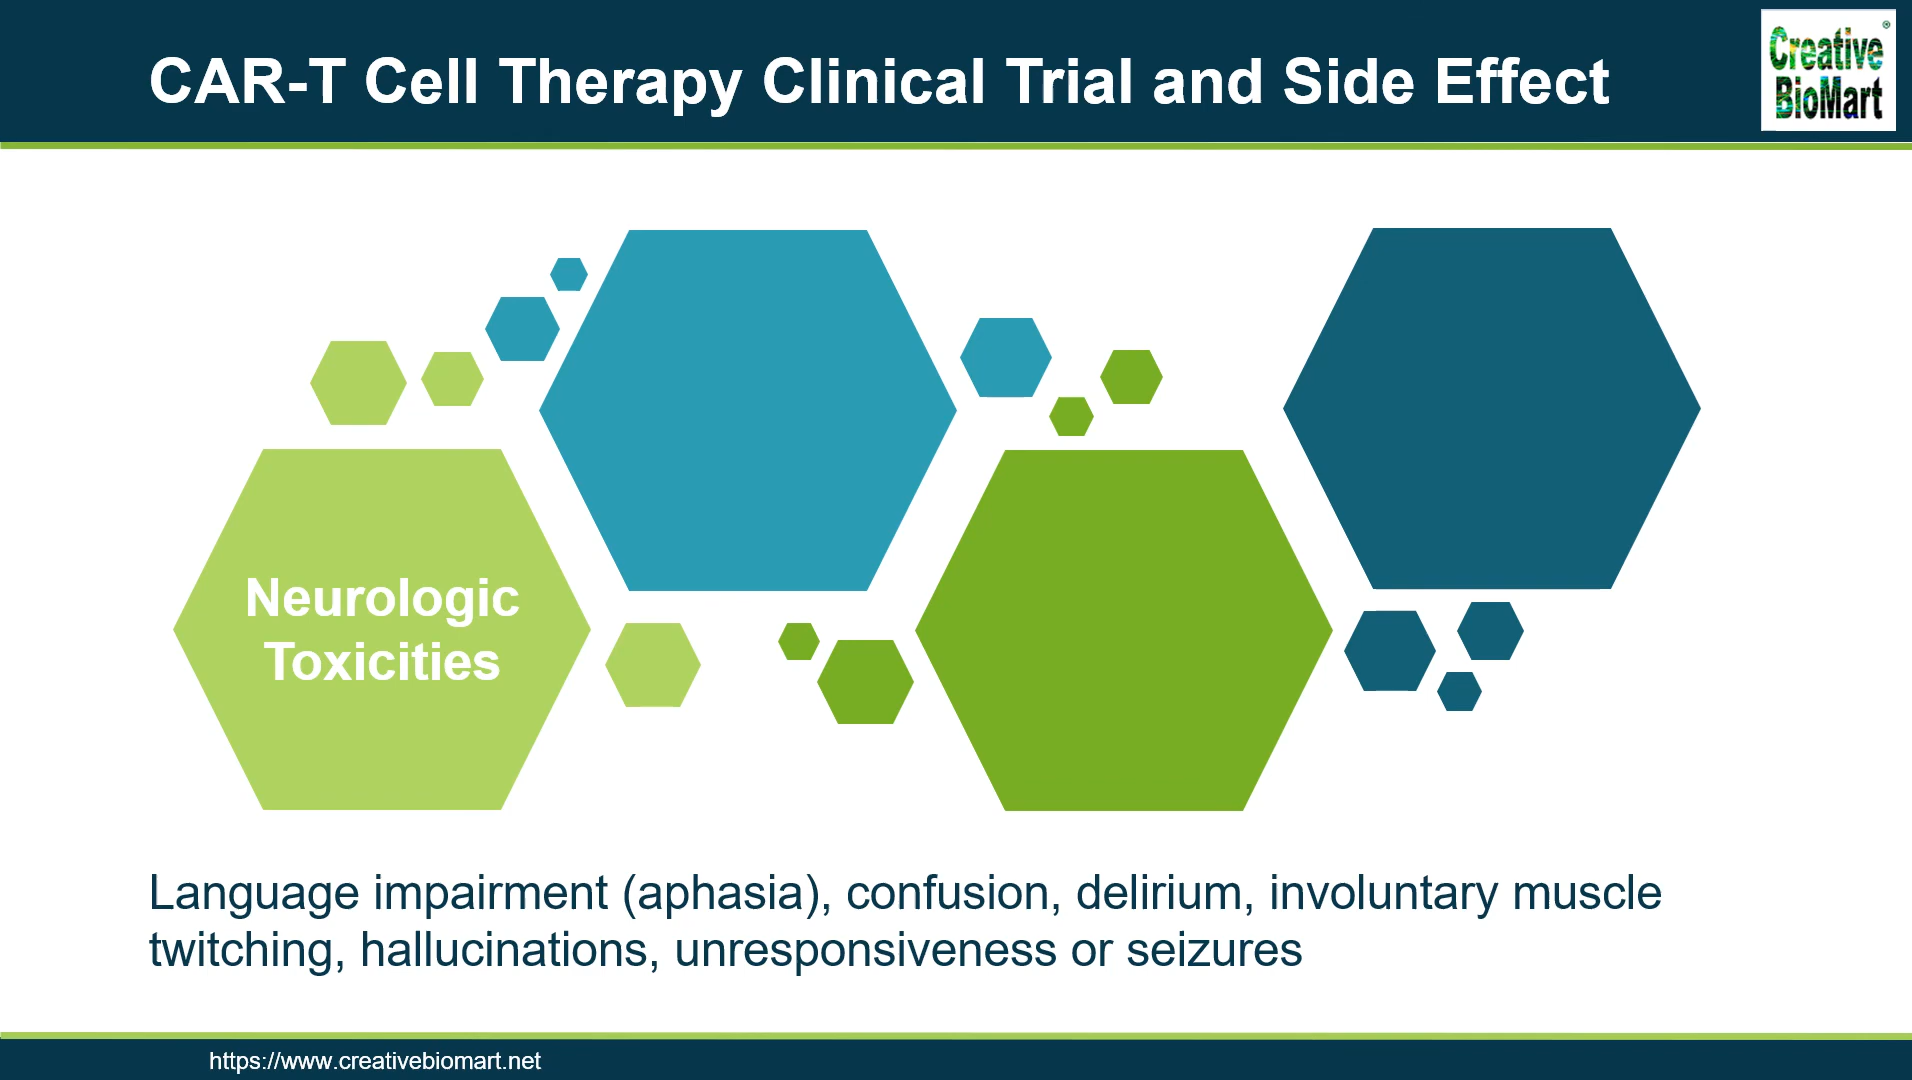 CAR-T Cell Therapy Clinical Trial and Side Effect
Creative®
BioMart
Neurologic
Toxicities
Language impairment (aphasia), confusion, delirium, involuntary muscle
twitching, hallucinations, unresponsiveness or seizures
https://www.creativebiomart.net